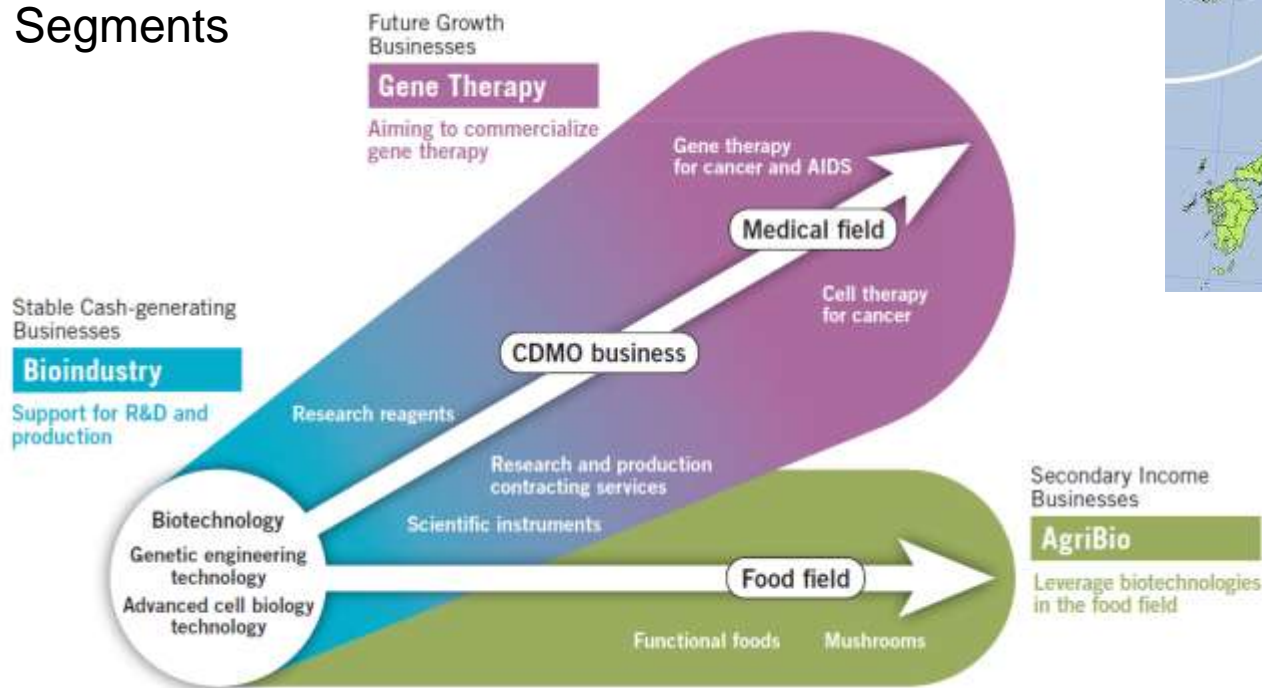 Segments
Future Growth
Businesses
Gene Therapy
Aiming to commercialize
gene therapy
Gene therapy
for cancer and AIDS
Medical field
Cell therapy
for cancer
Stable Cash-generating
Businesses
Bioindustry
Support for R&D and
production
CDMO business
Research reagents
Research and production
contracting services
Scientific instruments
Biotechnology
Genetic engineering
technology
Advanced cell biology
technology
Secondary Income
Businesses
AgriBio
Leverage biotechnologies
in the food field
Food field
Functional foods
Mushrooms